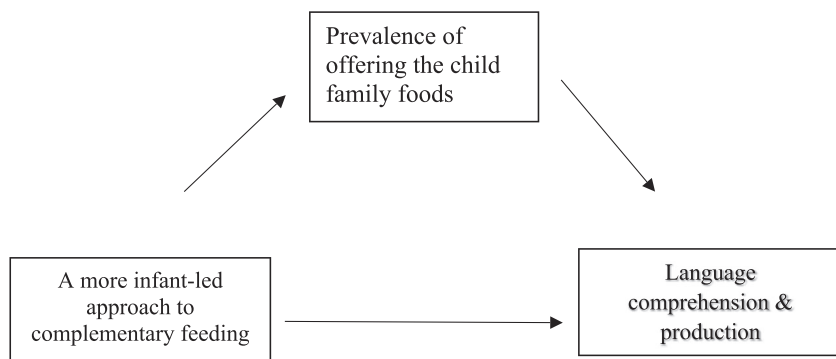 Prevalence of
offering the child
family foods
A more infant-led
approach to
complementary feeding
Language
comprehension &
production